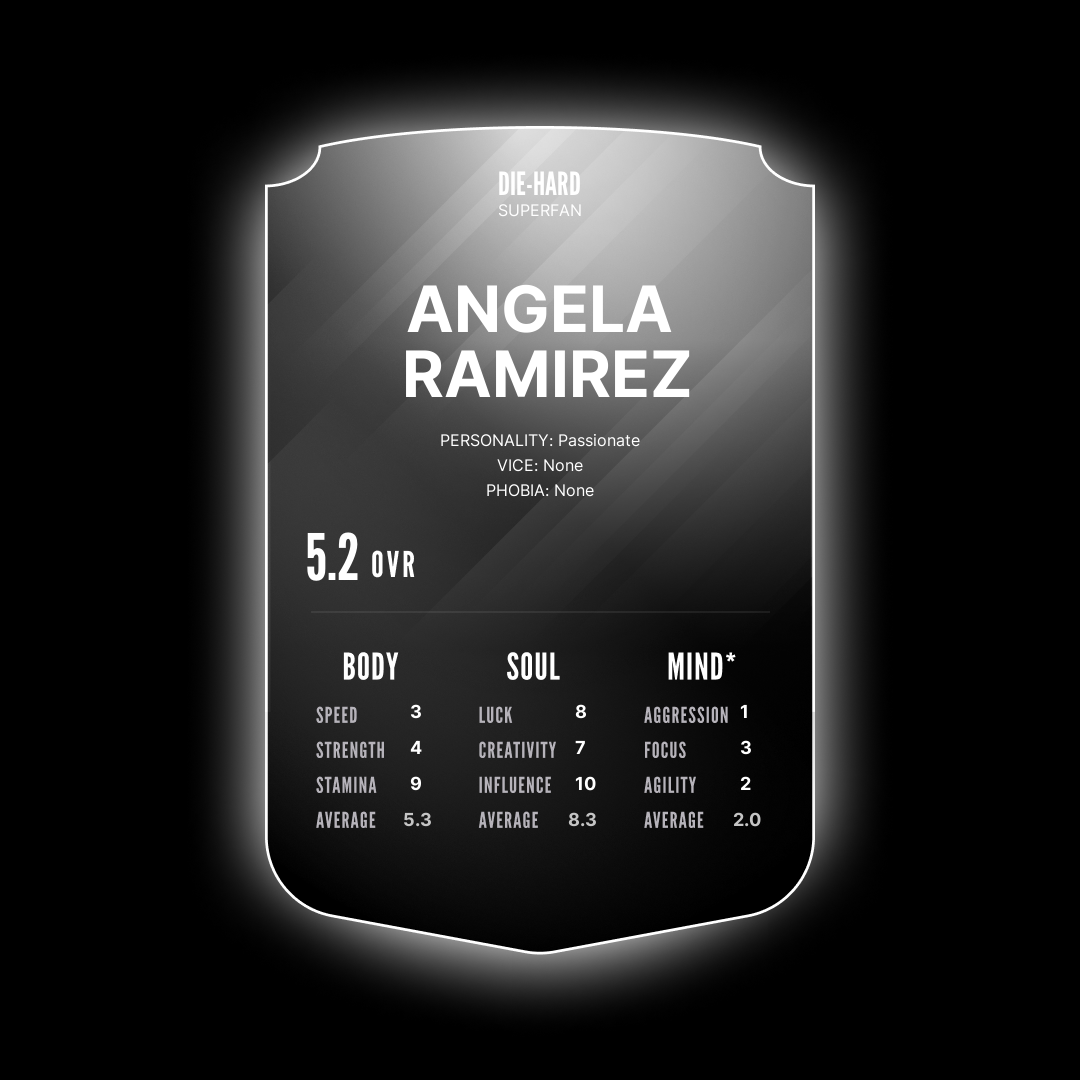 DIE-HARD
SUPERFAN
ANGELA
RAMIREZ
PERSONALITY: Passionate
VICE: None
PHOBIA: None
5.2 OVR
BODY
SPEED 3
STRENGTH 4
STAMINA 9
AVERAGE 5.3
SOUL
LUCK 8
CREATIVITY 7
INFLUENCE 10
AVERAGE 8.3
MIND*
AGGRESSION 1
FOCUS 3
AGILITY 2
AVERAGE 2.0